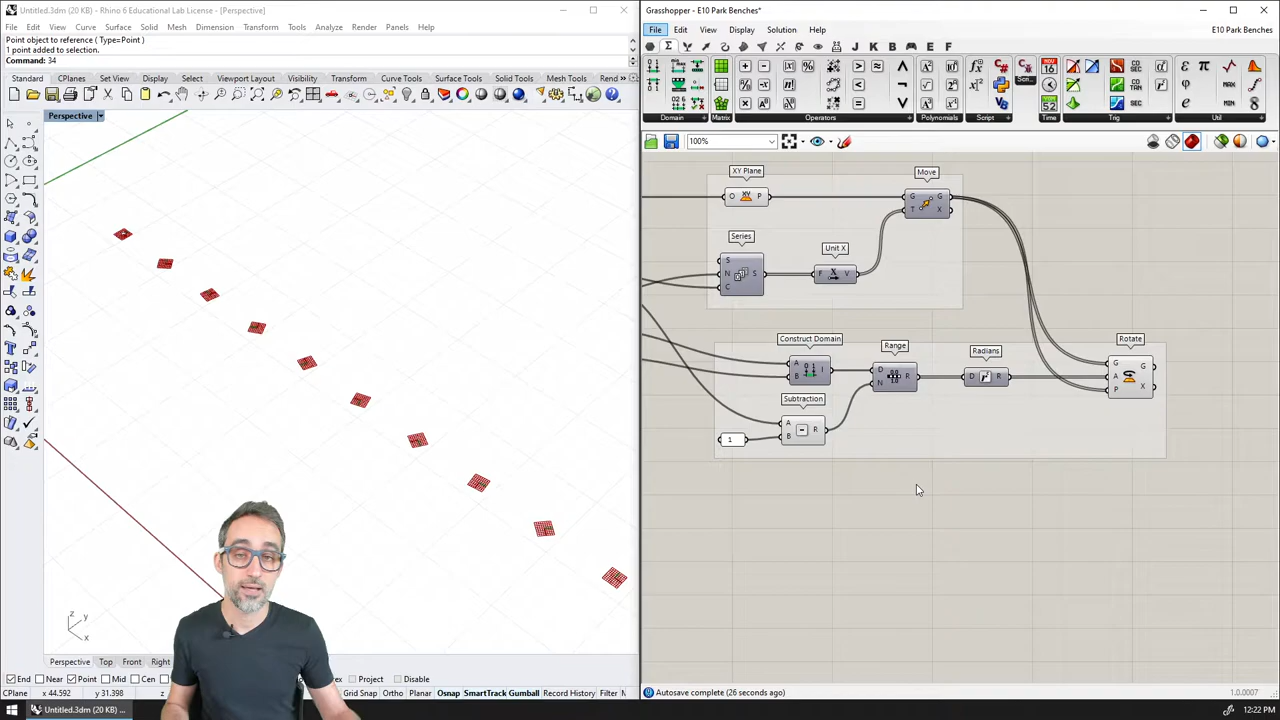 Untitled.3dm (20 KB) - Rhino 6 Educational Lab License - [Perspective]
File Edit View Curve Surface Solid Mesh Dimension Transform Tools Analyze Render Panels Help
Point object to reference ( Type=Point )
1 point added to selection.
Command: 34
Standard CPlanes Set View Display Select Viewport Layout Visibility Transform Curve Tools Surface Tools Solid Tools Mesh Tools Rend
Perspective
z
y
x
Perspective Top Front Right
End Near Point Mid Cen Project Disable
CPlane x 44.592 y 31.398 z Grid Snap Ortho Planar Osnap SmartTrack Gumball Record History Filter
Untitled.3dm (20 KB) ...
Grasshopper - E10 Park Benches*
File Edit View Display Solution Help E10 Park Benches*
J K B E F
Domain Matrix Operators Polynomials Script Time Trig Util
100%
XY Plane
O P
Move
G G
T X
Series
S
N S
C
Unit X
F V
Construct Domain
A I
B
Range
D R
N
Radians
D R
Rotate
G G
A
P X
Subtraction
A R
B
1
Autosave complete (26 seconds ago) 1.0.0007
12:22 PM